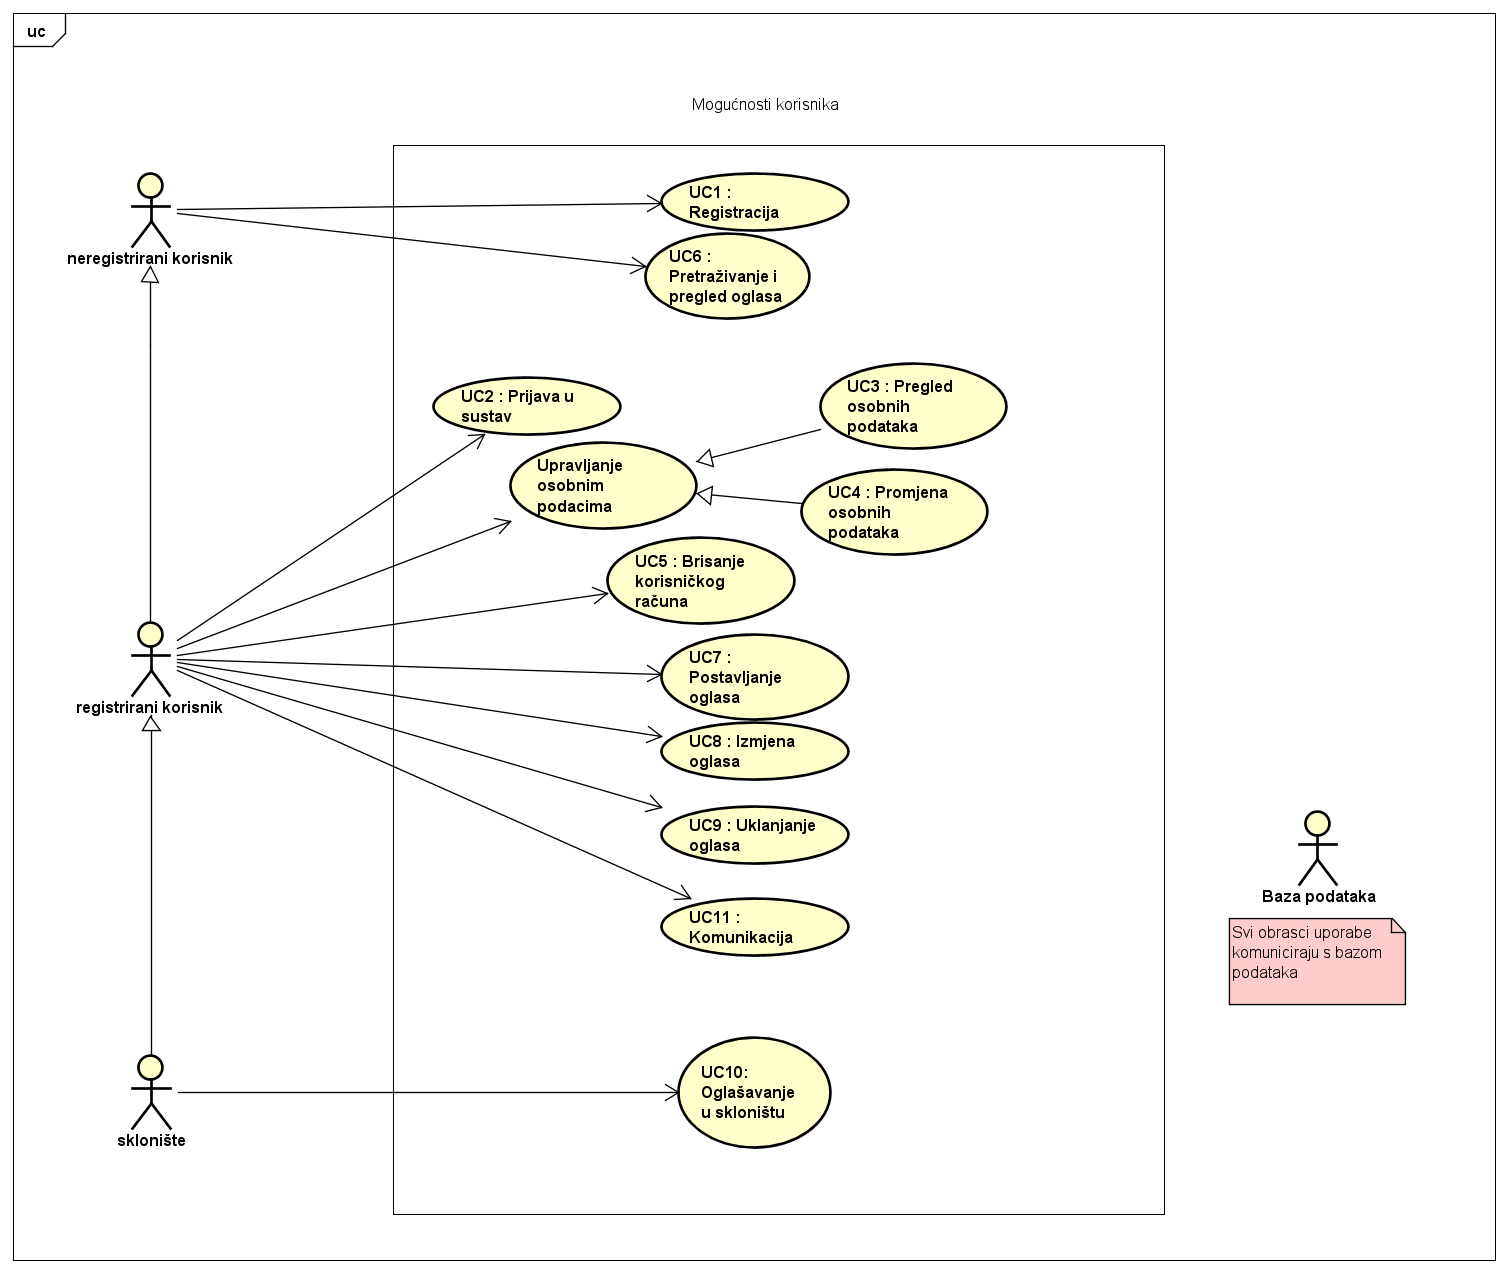 uc
Mogućnosti korisnika
neregistrirani korisnik
UC1 :
Registracija
UC6 :
Pretraživanje i
pregled oglasa
UC2 : Prijava u
sustav
UC3 : Pregled
osobnih
podataka
Upravljanje
osobnim
podacima
UC4 : Promjena
osobnih
podataka
UC5 : Brisanje
korisničkog
računa
registrirani korisnik
UC7 :
Postavljanje
oglasa
UC8 : Izmjena
oglasa
UC9 : Uklanjanje
oglasa
UC11 :
Komunikacija
Baza podataka
Svi obrasci uporabe
komuniciraju s bazom
podataka
sklonište
UC10:
Oglašavanje
u skloništu